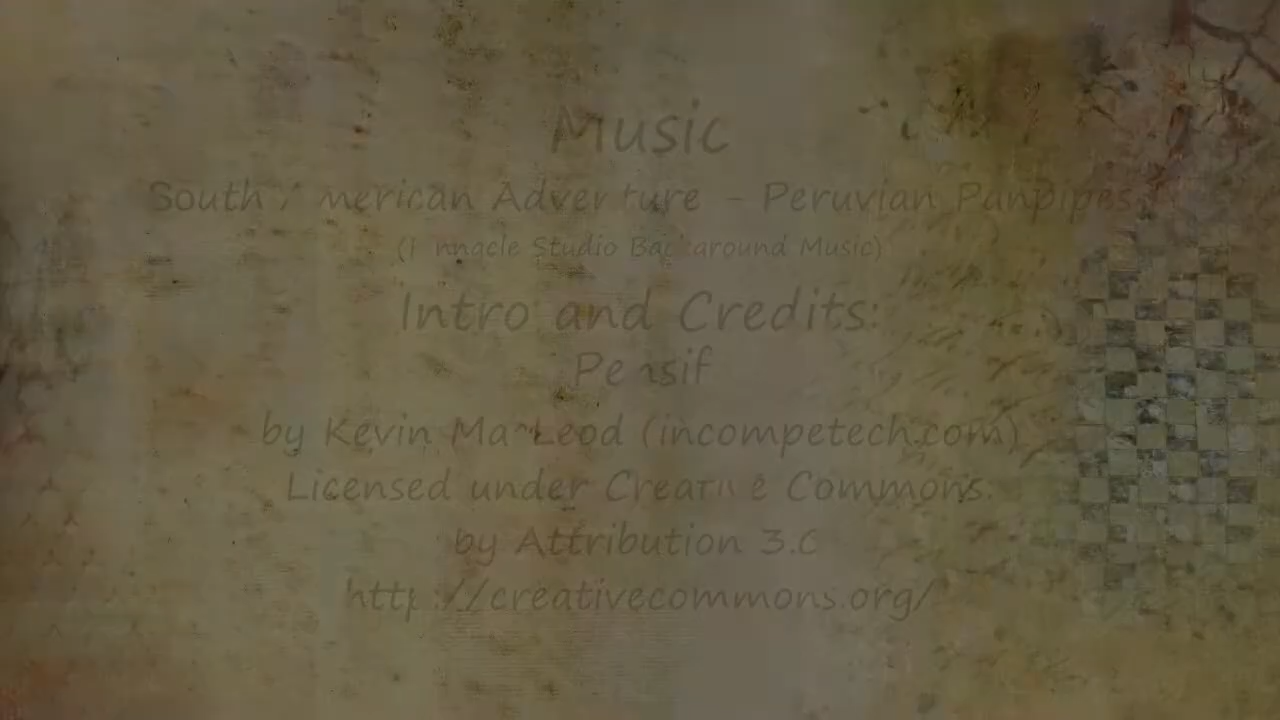 Music
South American Adventure - Peruvian Panpipes
(Pinnacle Studio Background Music)
Intro and Credits:
Pensif
by Kevin MacLeod (incompetech.com)
Licensed under Creative Commons.
by Attribution 3.0
http://creativecommons.org/